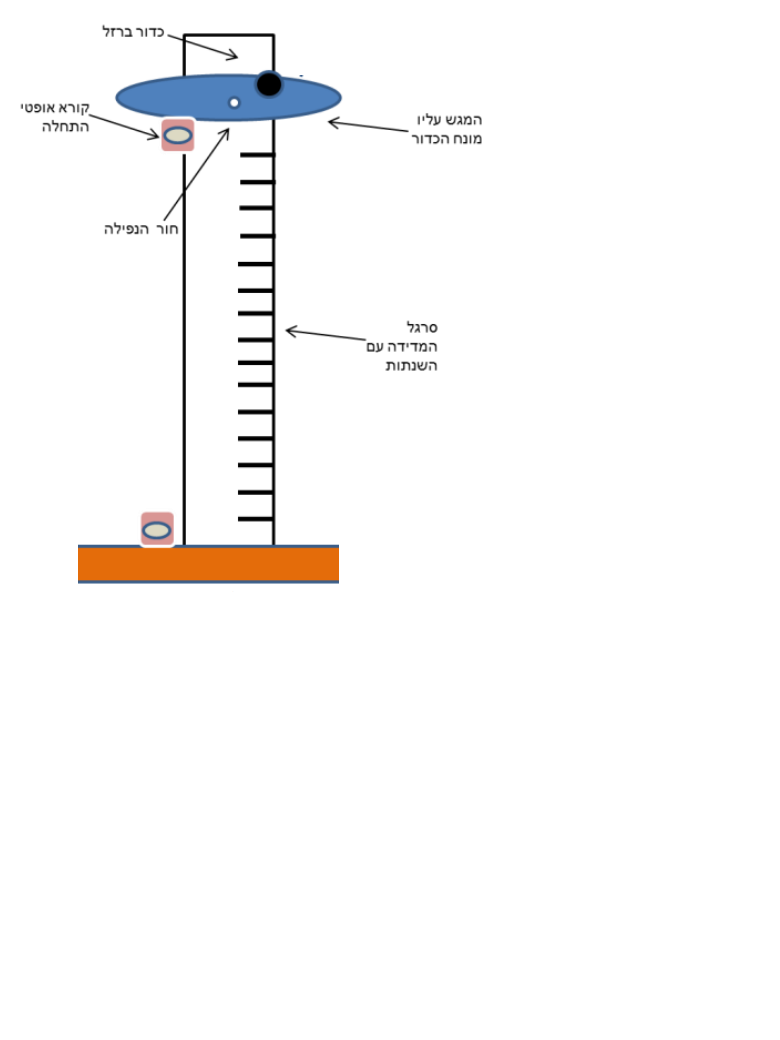 כדור ברזל
קורא אופטי
התחלה
המגש עליו
מונח הכדור
חור הנפילה
סרגל
המדידה עם
השנתות